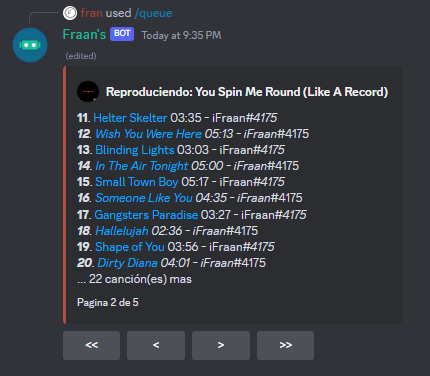 fran used /queue
Fraan's BOT Today at 9:35 PM
(edited)
Reproduciendo: You Spin Me Round (Like A Record)
11. Helter Skelter 03:35 - iFraan#4175
12. Wish You Were Here 05:13 - iFraan#4175
13. Blinding Lights 03:03 - iFraan#4175
14. In The Air Tonight 05:00 - iFraan#4175
15. Small Town Boy 05:17 - iFraan#4175
16. Someone Like You 04:35 - iFraan#4175
17. Gangsters Paradise 03:27 - iFraan#4175
18. Hallelujah 02:36 - iFraan#4175
19. Shape of You 03:56 - iFraan#4175
20. Dirty Diana 04:01 - iFraan#4175
... 22 canción(es) mas
Pagina 2 de 5
<< < > >>